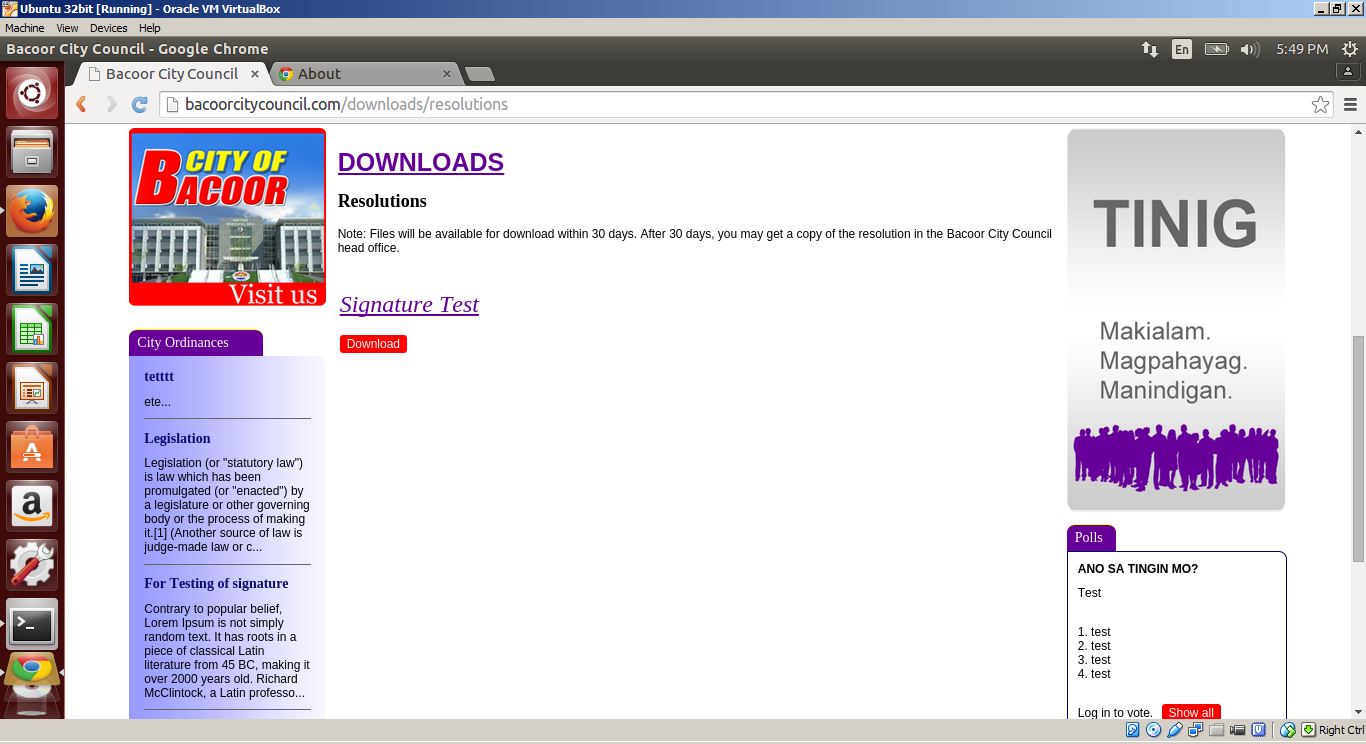 Ubuntu 32bit [Running] - Oracle VM VirtualBox
Machine View Devices Help
Bacoor City Council - Google Chrome
En
5:49 PM
Bacoor City Council
About
bacoorcitycouncil.com/downloads/resolutions
CITY OF
BACOOR
Visit us
City Ordinances
tetttt
ete...
Legislation
Legislation (or "statutory law")
is law which has been
promulgated (or "enacted") by
a legislature or other governing
body or the process of making
it.[1] (Another source of law is
judge-made law or c...
For Testing of signature
Contrary to popular belief,
Lorem Ipsum is not simply
random text. It has roots in a
piece of classical Latin
literature from 45 BC, making it
over 2000 years old. Richard
McClintock, a Latin professo...
DOWNLOADS
Resolutions
Note: Files will be available for download within 30 days. After 30 days, you may get a copy of the resolution in the Bacoor City Council
head office.
Signature Test
Download
TINIG
Makialam.
Magpahayag.
Manindigan.
Polls
ANO SA TINGIN MO?
Test
1. test
2. test
3. test
4. test
Log in to vote. Show all
Right Ctrl